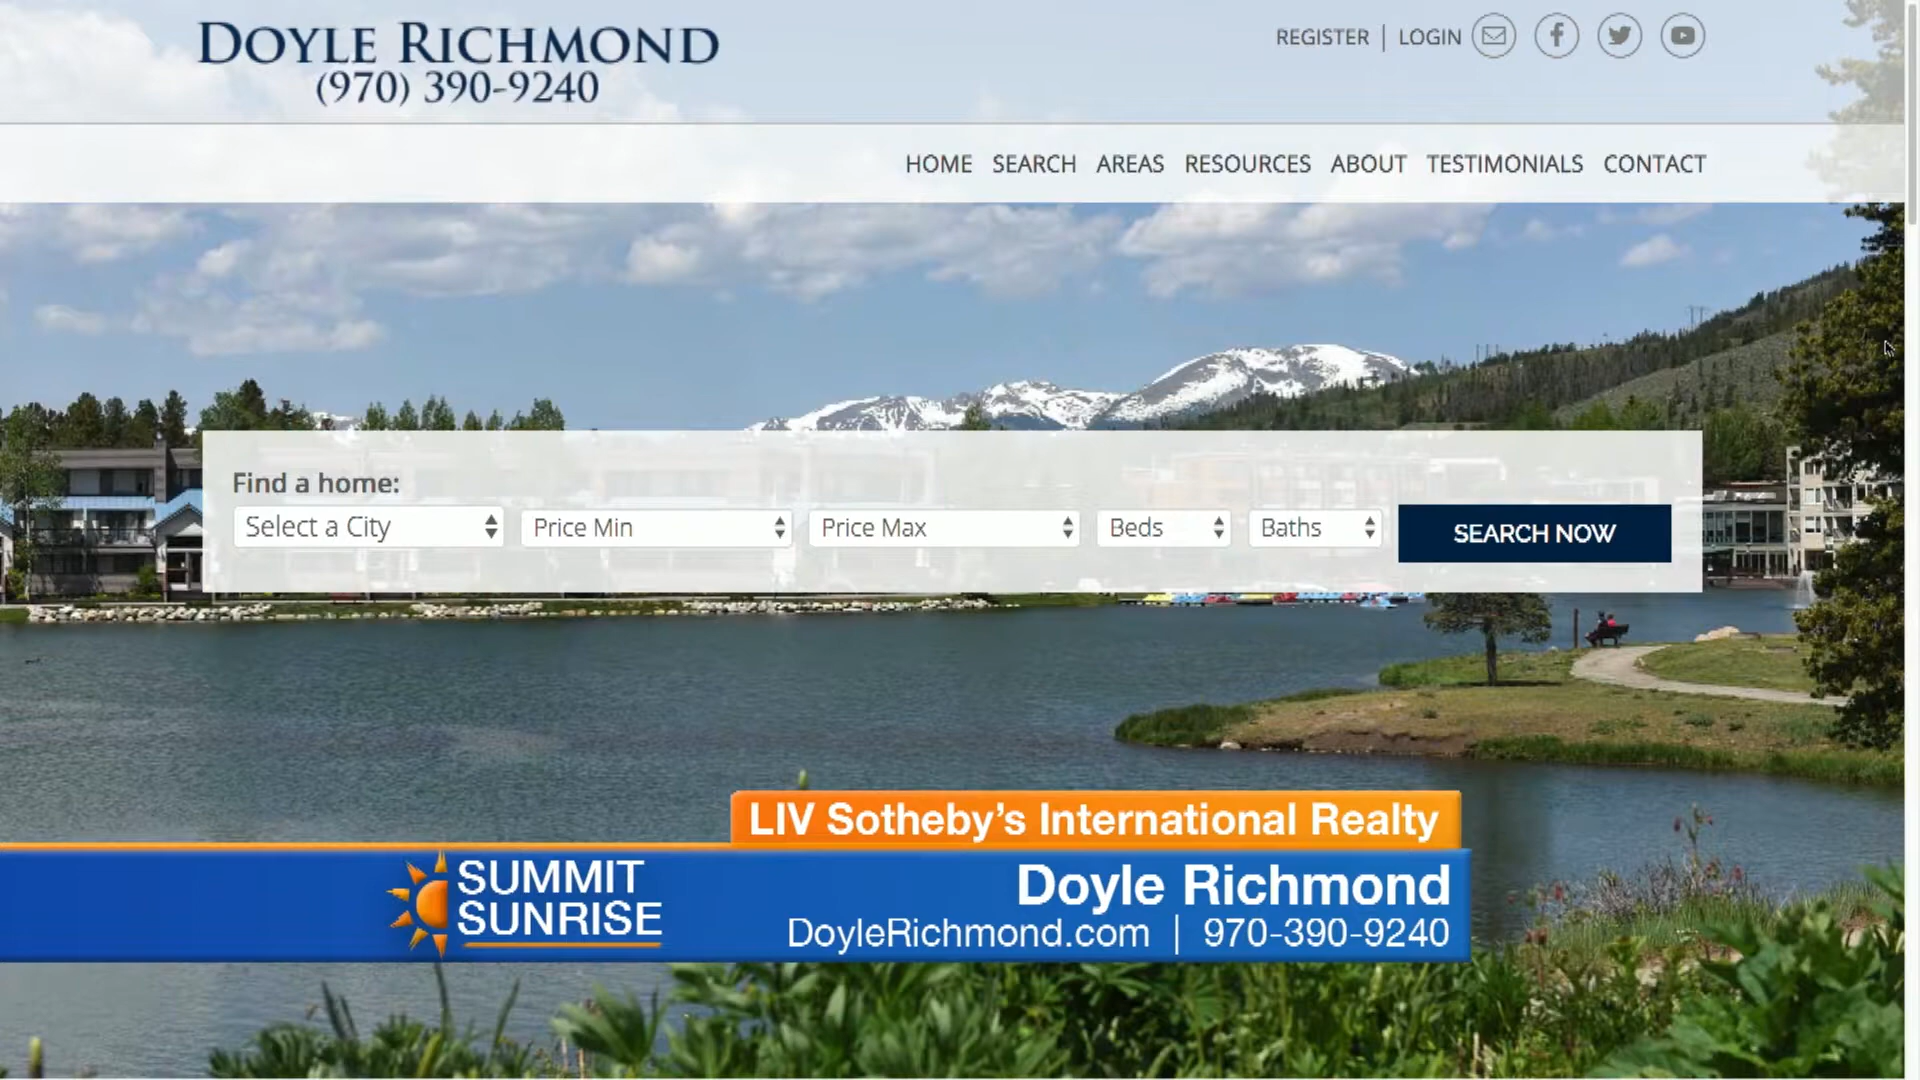 DOYLE RICHMOND
(970) 390-9240
REGISTER | LOGIN
HOME SEARCH AREAS RESOURCES ABOUT TESTIMONIALS CONTACT
Find a home:
Select a City Price Min Price Max Beds Baths SEARCH NOW
LIV Sotheby's International Realty
SUMMIT
SUNRISE
Doyle Richmond
DoyleRichmond.com | 970-390-9240